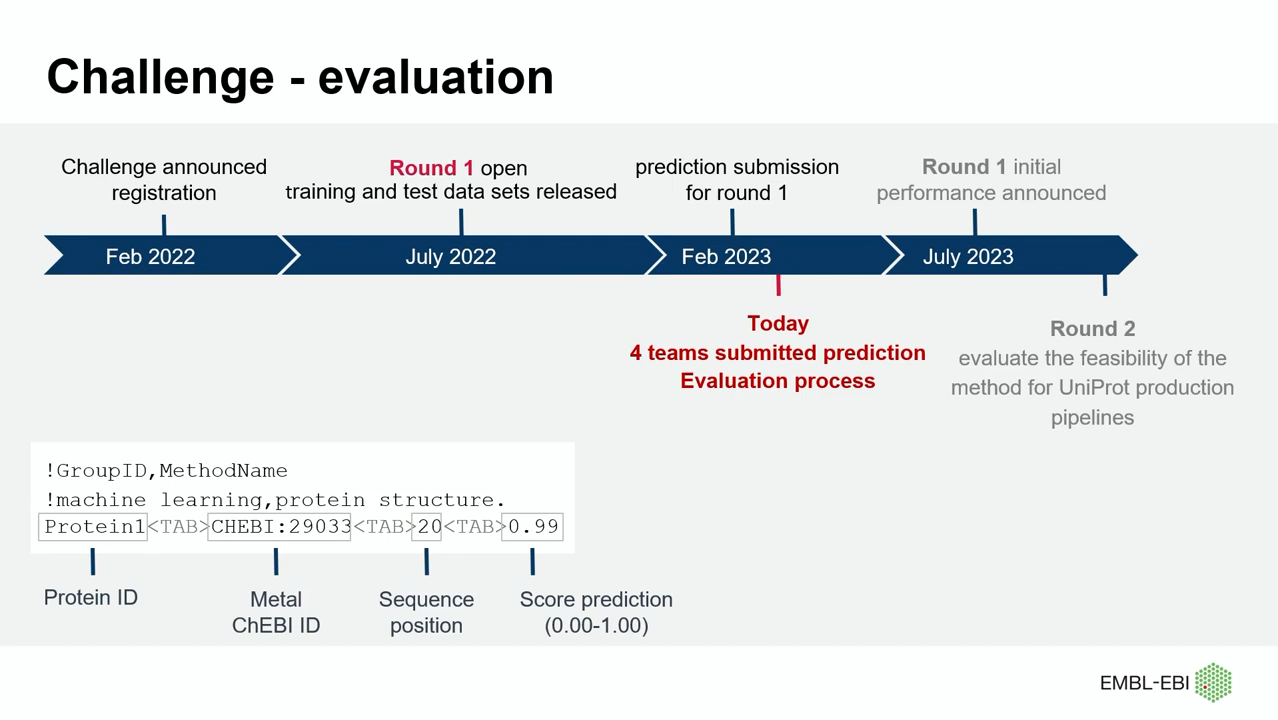 Challenge - evaluation
Challenge announced
registration
Round 1 open
training and test data sets released
prediction submission
for round 1
Round 1 initial
performance announced
Feb 2022
July 2022
Feb 2023
July 2023
Today
4 teams submitted prediction
Evaluation process
Round 2
evaluate the feasibility of the
method for UniProt production
pipelines
!GroupID,MethodName
!machine learning,protein structure.
Protein1<TAB>CHEBI:29033<TAB>20<TAB>0.99
Protein ID
Metal
ChEBI ID
Sequence
position
Score prediction
(0.00-1.00)
EMBL-EBI